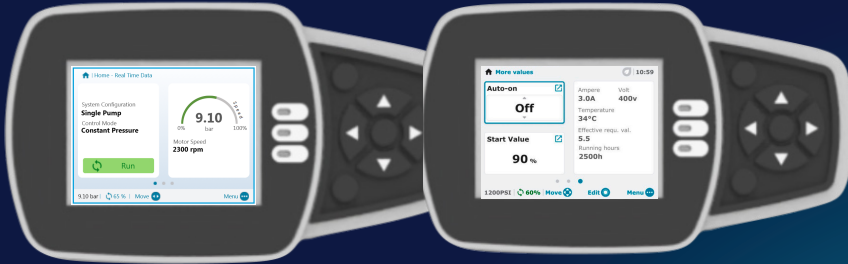 Home - Real Time Data
System Configuration
Single Pump
Control Mode
Constant Pressure
Run
Speed
9.10
0%
bar
100%
Motor Speed
2300 rpm
9.10 bar
65 %
Move
Menu
More values
10:59
Auto-on
Off
Start Value
90 %
Ampere Volt
3.0A 400v
Temperature
34°C
Effective requ. val.
5.5
Running hours
2500h
1200PSI
60%
Move
Edit
Menu